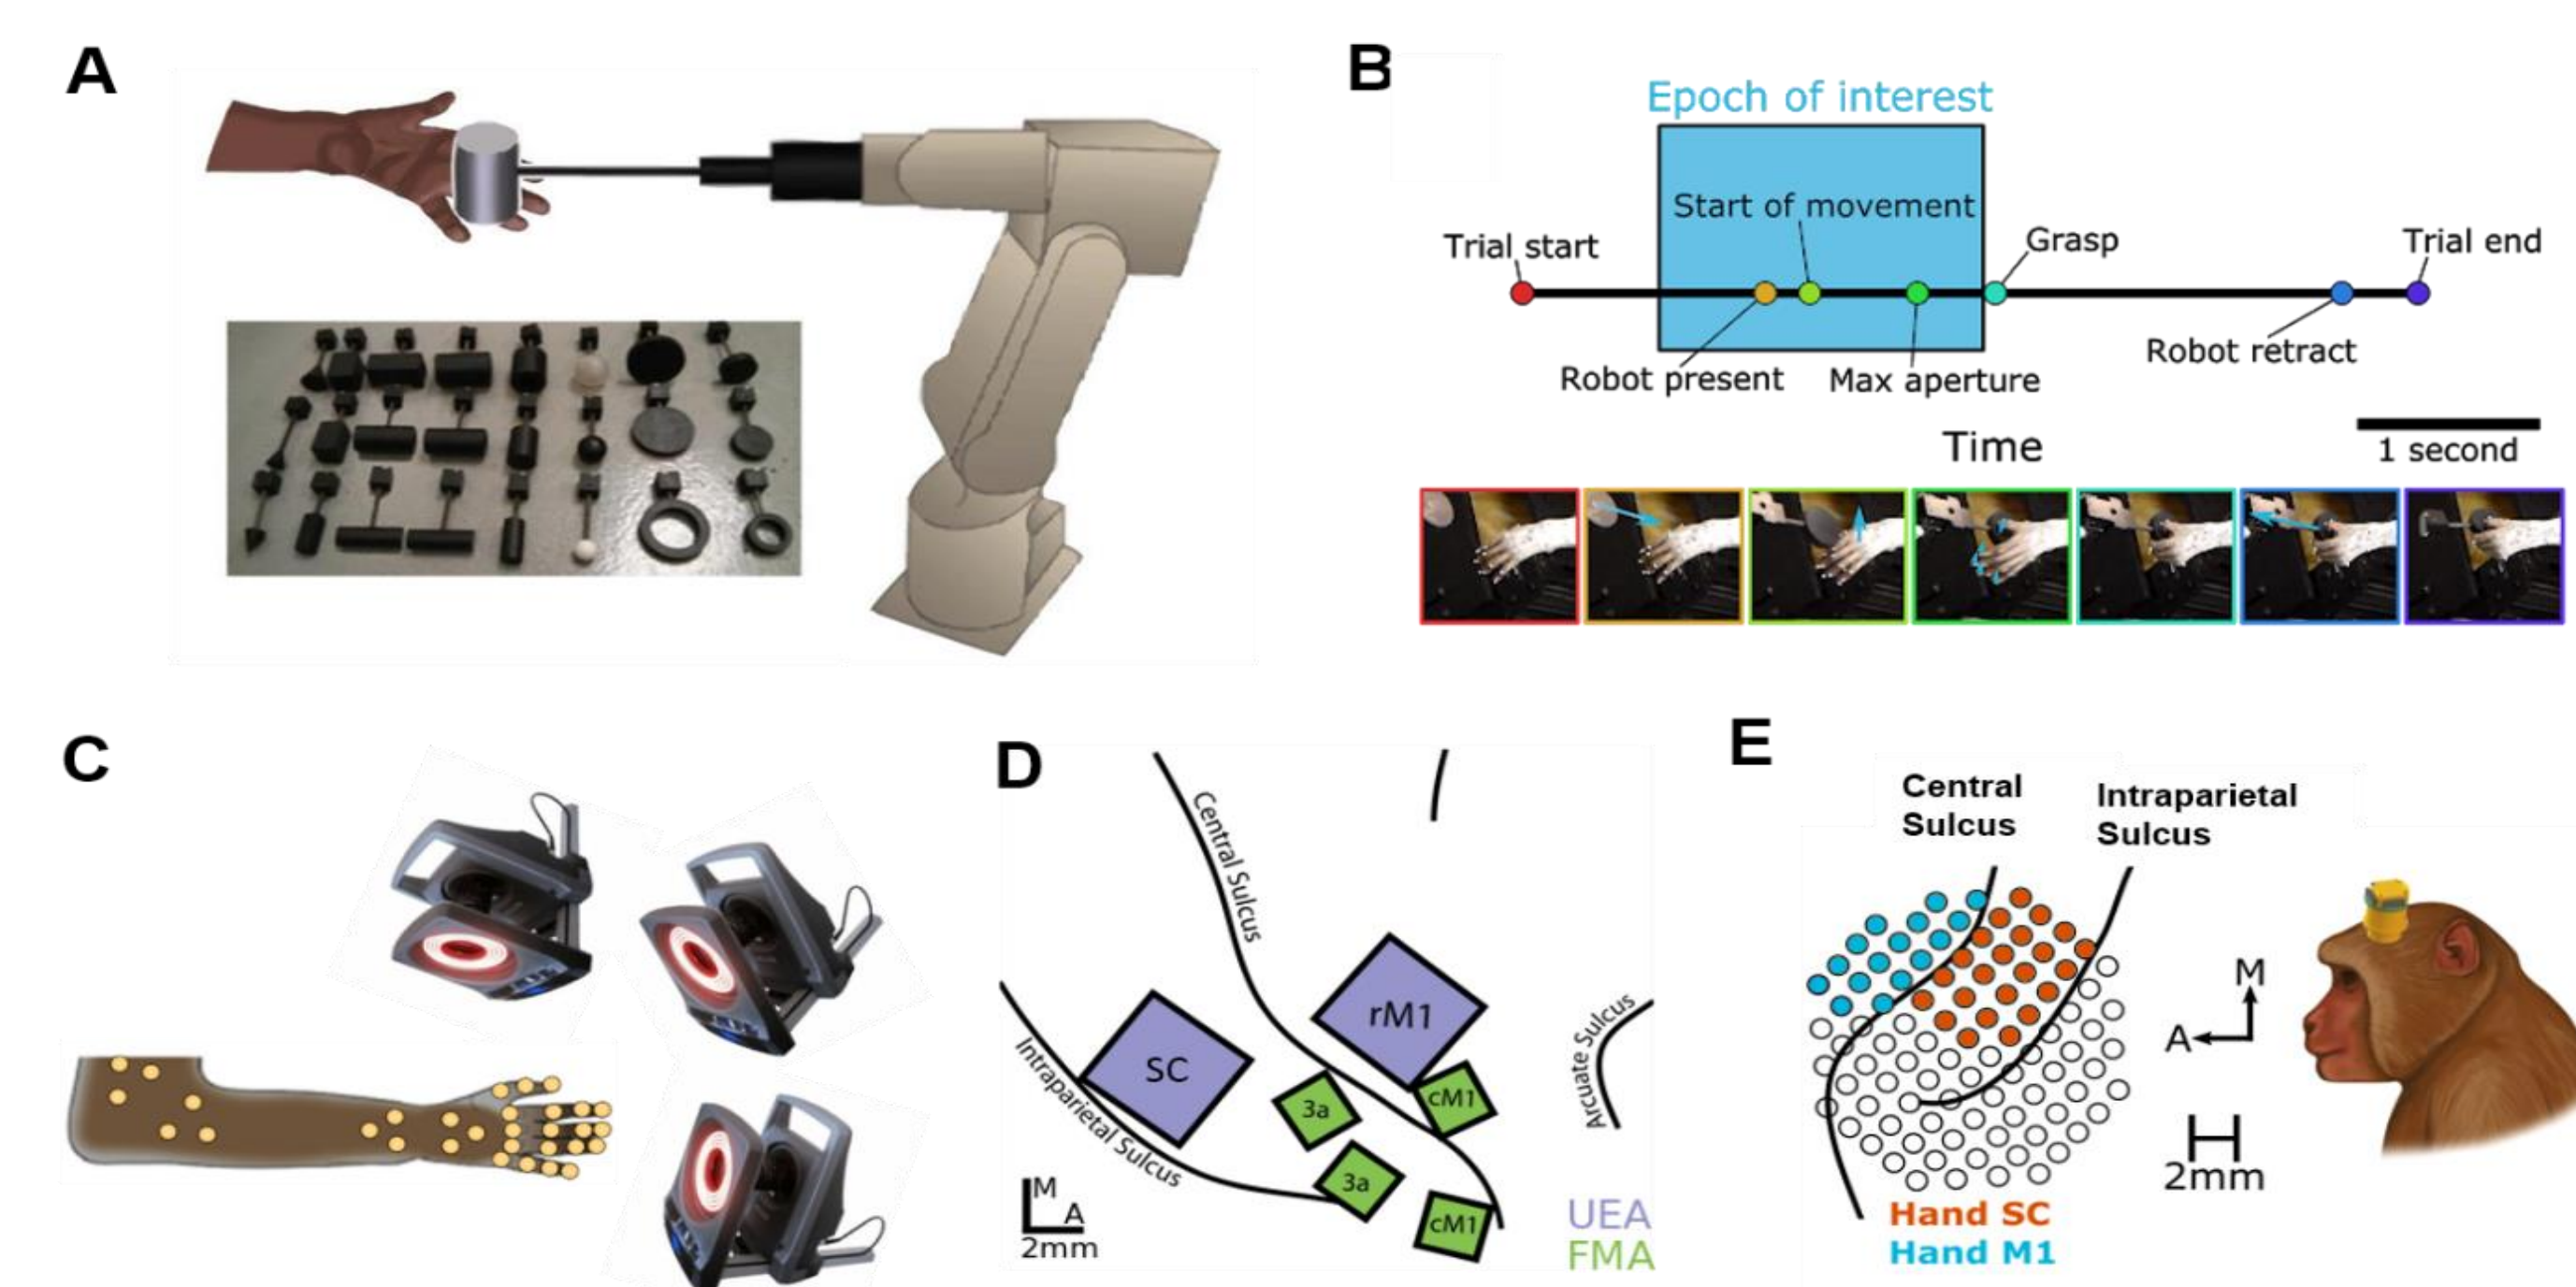 A
B
Epoch of interest
Start of movement
Trial start
Grasp
Trial end
Robot present
Max aperture
Robot retract
Time
1 second
C
D
Central Sulcus
rM1
SC
3a
cM1
3a
cM1
Intraparietal Sulcus
Arcuate Sulcus
M
A
2mm
UEA
FMA
E
Central
Sulcus
Intraparietal
Sulcus
M
A
2mm
Hand SC
Hand M1